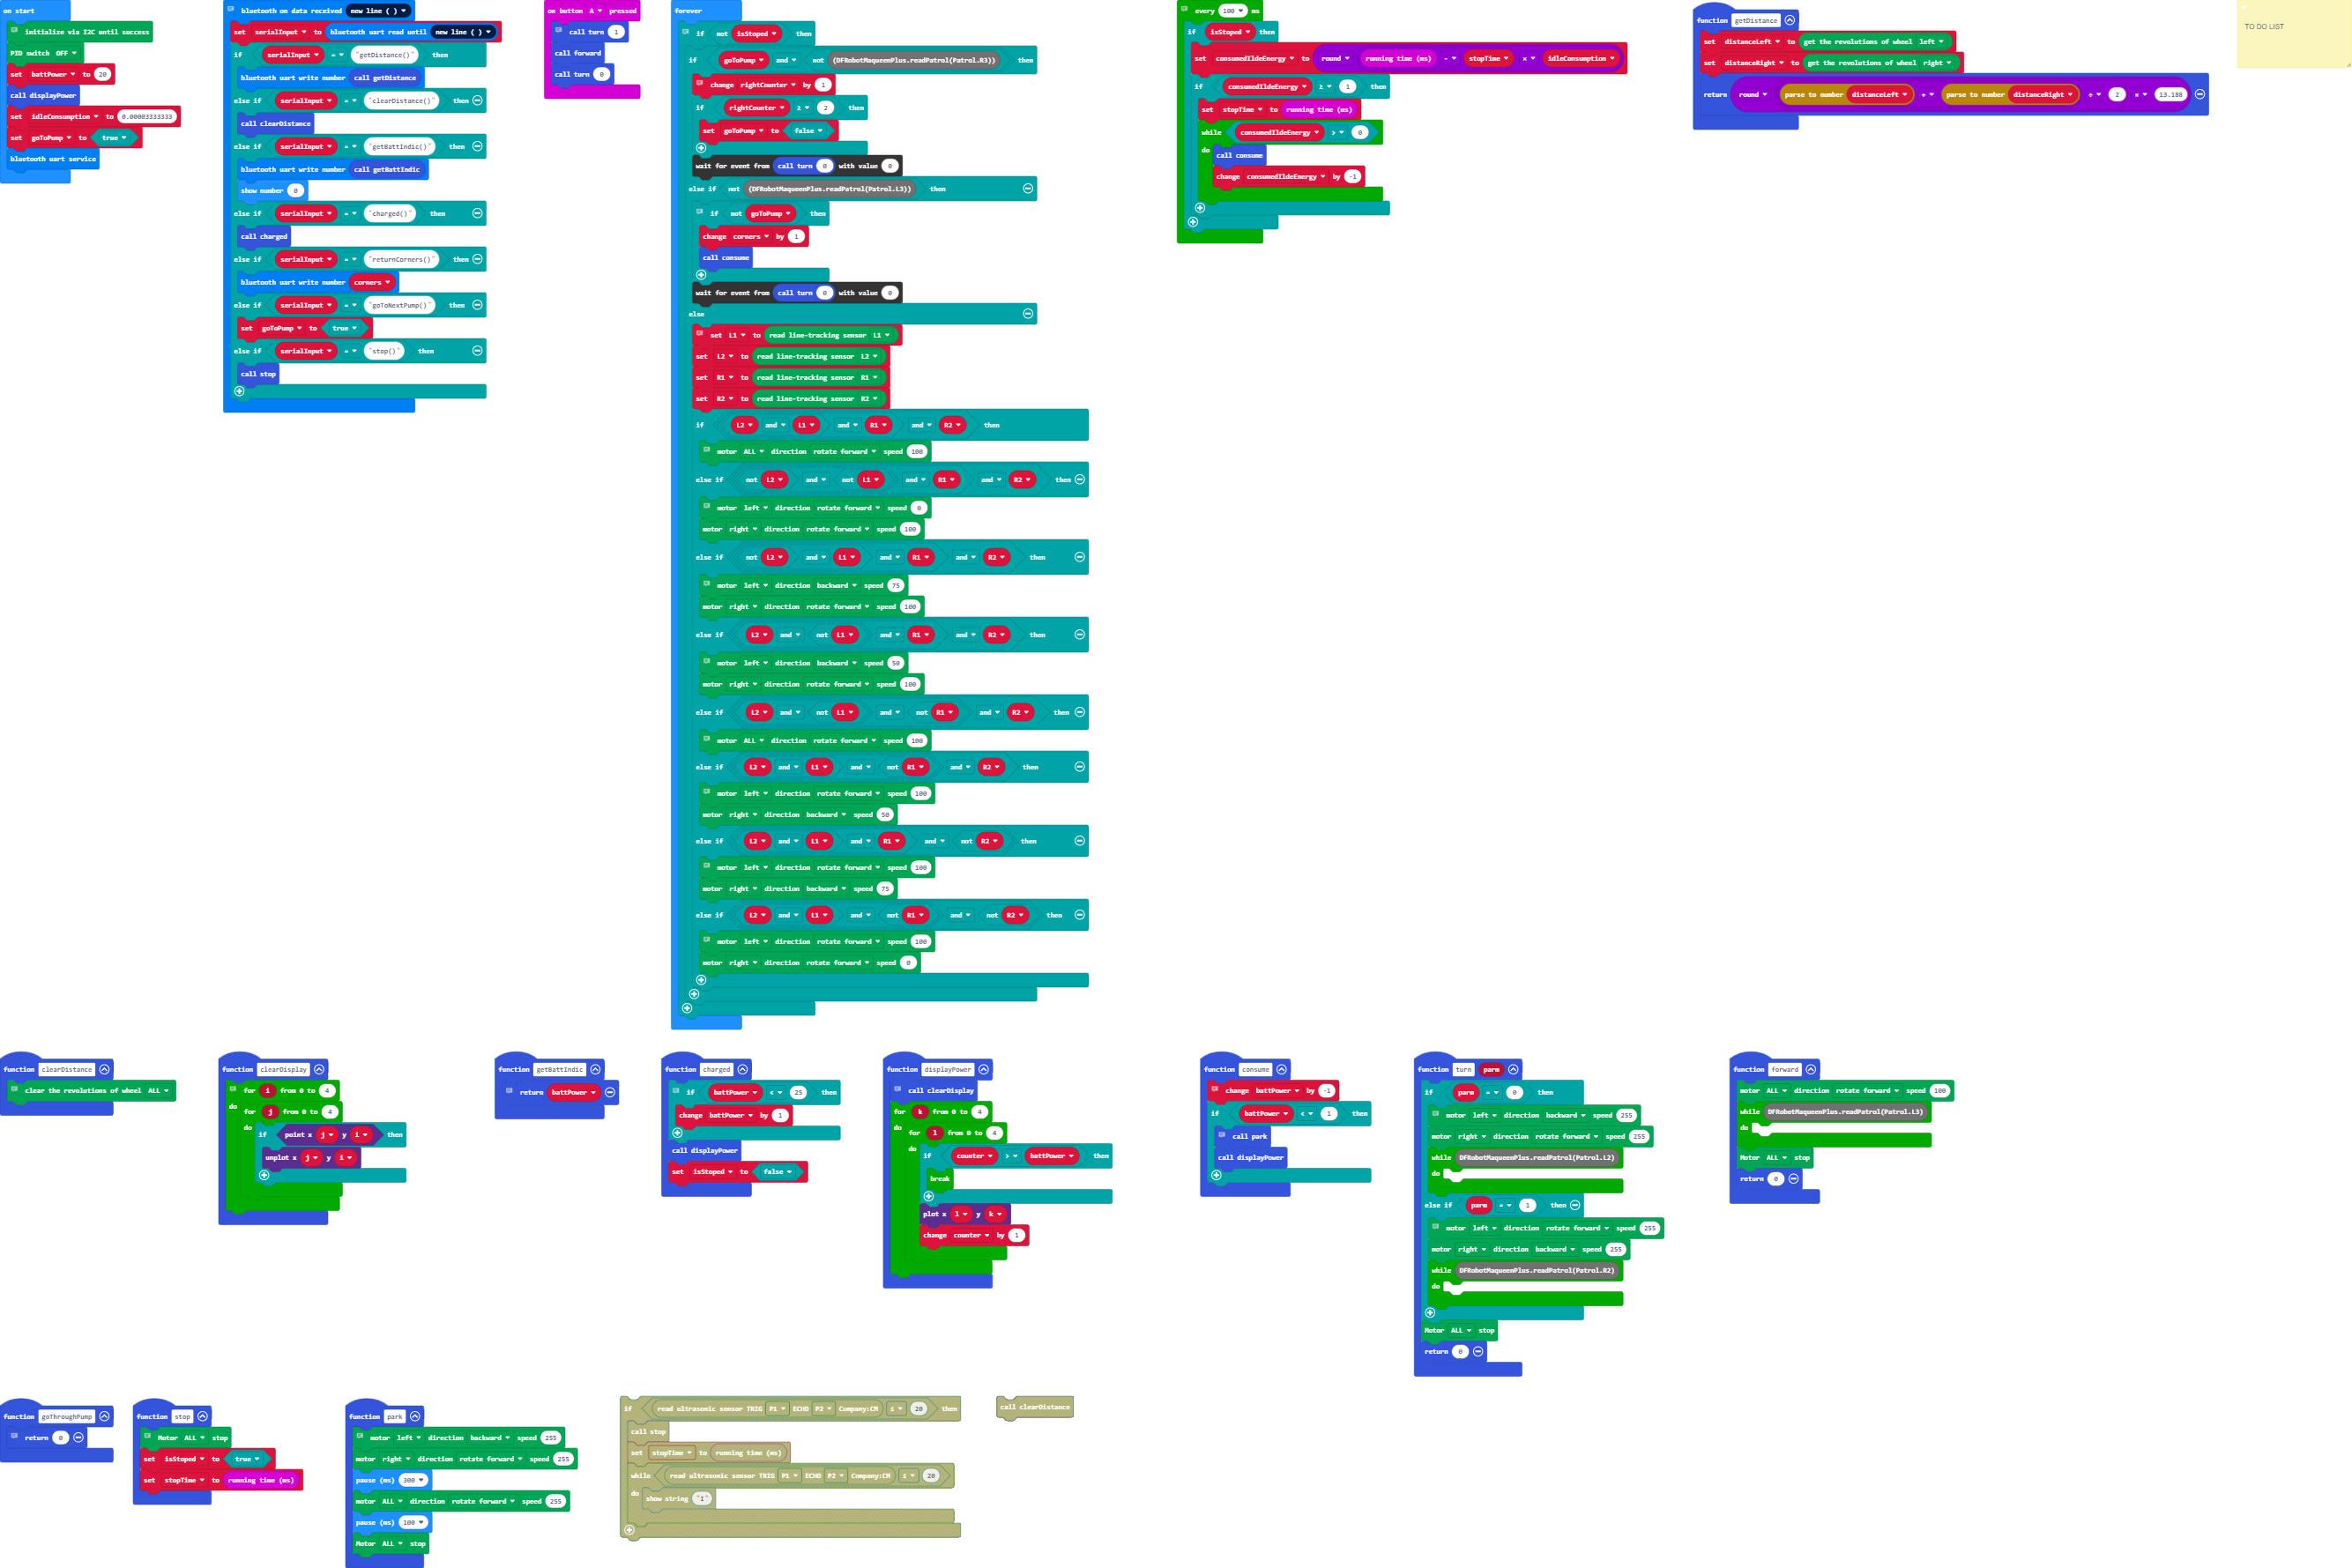 on start
initialize via I2C until success
PID switch OFF
set battPower to 20
call displayPower
set idleConsumption to 0.00003333333
set goToPump to true
bluetooth uart service
bluetooth on data received new line ( )
set serialInput to bluetooth uart read until new line ( )
if serialInput = "getDistance()" then
bluetooth uart write number call getDistance
else if serialInput = "clearDistance()" then
call clearDistance
else if serialInput = "getBattIndic()" then
bluetooth uart write number call getBattIndic
show number 0
else if serialInput = "charged()" then
call charged
else if serialInput = "returnCorners()" then
bluetooth uart write number corners
else if serialInput = "goToNextPump()" then
set goToPump to true
else if serialInput = "stop()" then
call stop
on button A pressed
call turn 1
call forward
call turn 0
forever
if not isStoped then
if goToPump and not (DFRobotMaqueenPlus.readPatrol(Patrol.R3)) then
change rightCounter by 1
if rightCounter ≥ 2 then
set goToPump to false
wait for event from call turn 0 with value 0
else if not (DFRobotMaqueenPlus.readPatrol(Patrol.L3)) then
if not goToPump then
change corners by 1
call consume
wait for event from call turn 0 with value 0
else
set L1 to read line-tracking sensor L1
set L2 to read line-tracking sensor L2
set R1 to read line-tracking sensor R1
set R2 to read line-tracking sensor R2
if L2 and L1 and R1 and R2 then
motor ALL direction rotate forward speed 100
else if not L2 and not L1 and R1 and R2 then
motor left direction rotate forward speed 0
motor right direction rotate forward speed 100
else if not L2 and L1 and R1 and R2 then
motor left direction backward speed 75
motor right direction rotate forward speed 100
else if L2 and not L1 and R1 and R2 then
motor left direction backward speed 50
motor right direction rotate forward speed 100
else if L2 and not L1 and not R1 and R2 then
motor ALL direction rotate forward speed 100
else if L2 and L1 and not R1 and R2 then
motor left direction rotate forward speed 100
motor right direction backward speed 50
else if L2 and L1 and R1 and not R2 then
motor left direction rotate forward speed 100
motor right direction backward speed 75
else if L2 and L1 and not R1 and not R2 then
motor left direction rotate forward speed 100
motor right direction rotate forward speed 0
every 100 ms
if isStoped then
set consumedIldeEnergy to round running time (ms) - stopTime × idleConsumption
if consumedIldeEnergy ≥ 1 then
set stopTime to running time (ms)
while consumedIldeEnergy > 0
do call consume
change consumedIldeEnergy by -1
function getDistance
set distanceLeft to get the revolutions of wheel left
set distanceRight to get the revolutions of wheel right
return round parse to number distanceLeft + parse to number distanceRight ÷ 2 × 13.188
TO DO LIST
function clearDistance
clear the revolutions of wheel ALL
function clearDisplay
for i from 0 to 4
do for j from 0 to 4
do if point x j y i then
unplot x j y i
function getBattIndic
return battPower
function charged
if battPower < 25 then
change battPower by 1
call displayPower
set isStoped to false
function displayPower
call clearDisplay
for k from 0 to 4
do for l from 0 to 4
do if counter > battPower then
break
plot x l y k
change counter by 1
function consume
change battPower by -1
if battPower < 1 then
call park
call displayPower
function turn parm
if parm = 0 then
motor left direction backward speed 255
motor right direction rotate forward speed 255
while DFRobotMaqueenPlus.readPatrol(Patrol.L2)
do
else if parm = 1 then
motor left direction rotate forward speed 255
motor right direction backward speed 255
while DFRobotMaqueenPlus.readPatrol(Patrol.R2)
do
Motor ALL stop
return 0
function forward
motor ALL direction rotate forward speed 100
while DFRobotMaqueenPlus.readPatrol(Patrol.L3)
do
Motor ALL stop
return 0
function goThroughPump
return 0
function stop
Motor ALL stop
set isStoped to true
set stopTime to running time (ms)
function park
motor left direction backward speed 255
motor right direction rotate forward speed 255
pause (ms) 300
motor ALL direction rotate forward speed 255
pause (ms) 100
Motor ALL stop
if read ultrasonic sensor TRIG P1 ECHO P2 Company:CM ≤ 20 then
call stop
set stopTime to running time (ms)
while read ultrasonic sensor TRIG P1 ECHO P2 Company:CM ≤ 20
do show string "1"
call clearDistance